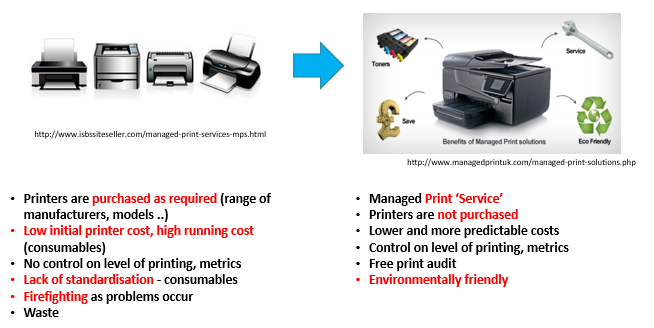 Toners
Service
Save
Benefits of Managed Print solutions
Eco Friendly
http://www.isbssiteseller.com/managed-print-services-mps.html
http://www.managedprintuk.com/managed-print-solutions.php
• Printers are purchased as required (range of
manufacturers, models ..)
• Low initial printer cost, high running cost
(consumables)
• No control on level of printing, metrics
• Lack of standardisation - consumables
• Firefighting as problems occur
• Waste
• Managed Print ‘Service’
• Printers are not purchased
• Lower and more predictable costs
• Control on level of printing, metrics
• Free print audit
• Environmentally friendly